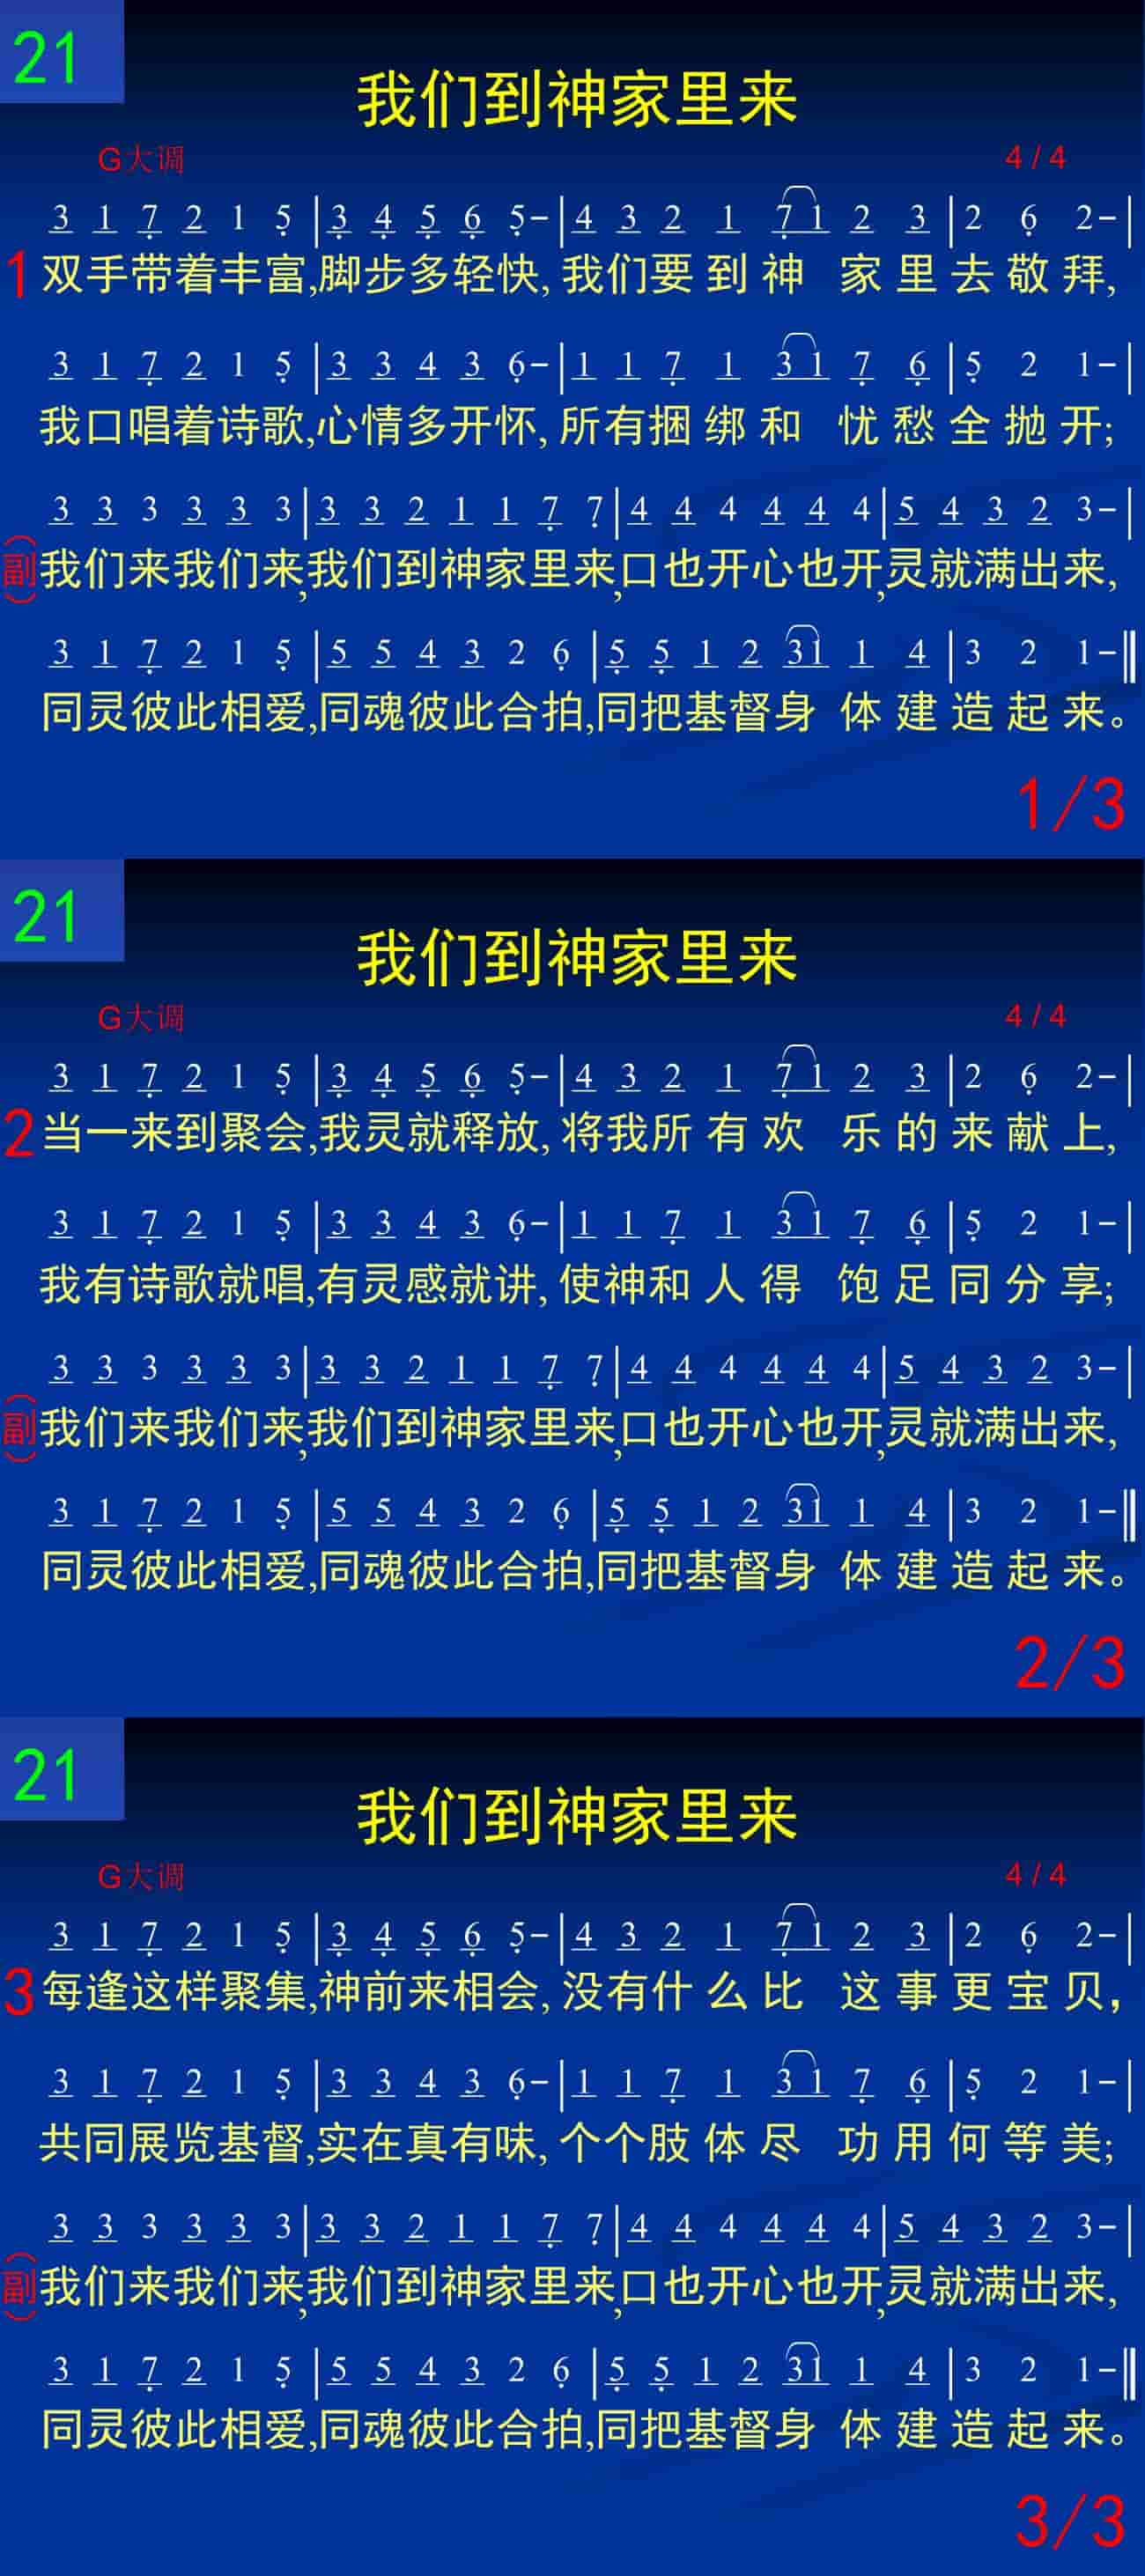 21
我们到神家里来
G大调
4/4
3 1 7 2 1 5 |3 4 5 6 5-|4 3 2 1 7 1 2 3 |2 6 2-|
1 双手带着丰富,脚步多轻快,我们要到神 家里去敬拜,
3 1 7 2 1 5 |3 3 4 3 6-|1 1 7 1 3 1 7 6 |5 2 1-|
我口唱着诗歌,心情多开怀,所有捆绑和 忧愁全抛开;
3 3 3 3 3 3|3 3 2 1 1 7 7|4 4 4 4 4 4|5 4 3 2 3-|
(副) 我们来我们来,我们到神家里来,口也开心也开,灵就满出来,
3 1 7 2 1 5 |5 5 4 3 2 6 |5 5 1 2 31 1 4 |3 2 1-‖
同灵彼此相爱,同魂彼此合拍,同把基督身 体建造起来。
1/3
21
我们到神家里来
G大调
4/4
3 1 7 2 1 5 |3 4 5 6 5-|4 3 2 1 7 1 2 3 |2 6 2-|
2 当一来到聚会,我灵就释放,将我所有欢 乐的来献上,
3 1 7 2 1 5 |3 3 4 3 6-|1 1 7 1 3 1 7 6 |5 2 1-|
我有诗歌就唱,有灵感就讲,使神和人得 饱足同分享;
3 3 3 3 3 3|3 3 2 1 1 7 7|4 4 4 4 4 4|5 4 3 2 3-|
(副) 我们来我们来,我们到神家里来,口也开心也开,灵就满出来,
3 1 7 2 1 5 |5 5 4 3 2 6 |5 5 1 2 31 1 4 |3 2 1-‖
同灵彼此相爱,同魂彼此合拍,同把基督身 体建造起来。
2/3
21
我们到神家里来
G大调
4/4
3 1 7 2 1 5 |3 4 5 6 5-|4 3 2 1 7 1 2 3 |2 6 2-|
3 每逢这样聚集,神前来相会,没有什么比 这事更宝贝,
3 1 7 2 1 5 |3 3 4 3 6-|1 1 7 1 3 1 7 6 |5 2 1-|
共同展览基督,实在真有味,个个肢体尽 功用何等美;
3 3 3 3 3 3|3 3 2 1 1 7 7|4 4 4 4 4 4|5 4 3 2 3-|
(副) 我们来我们来,我们到神家里来,口也开心也开,灵就满出来,
3 1 7 2 1 5 |5 5 4 3 2 6 |5 5 1 2 31 1 4 |3 2 1-‖
同灵彼此相爱,同魂彼此合拍,同把基督身 体建造起来。
3/3